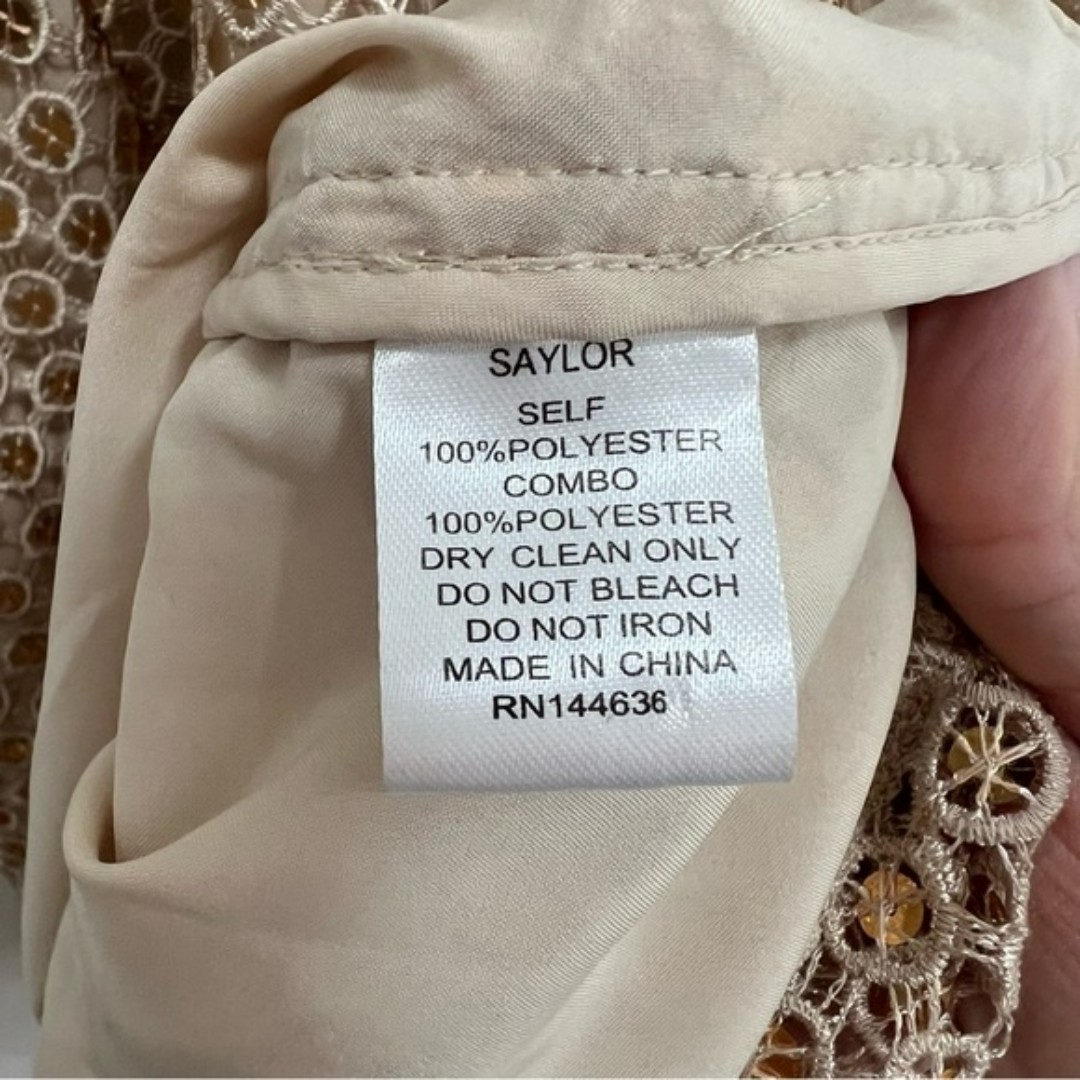 SAYLOR
SELF
100%POLYESTER
COMBO
100%POLYESTER
DRY CLEAN ONLY
DO NOT BLEACH
DO NOT IRON
MADE IN CHINA
RN144636